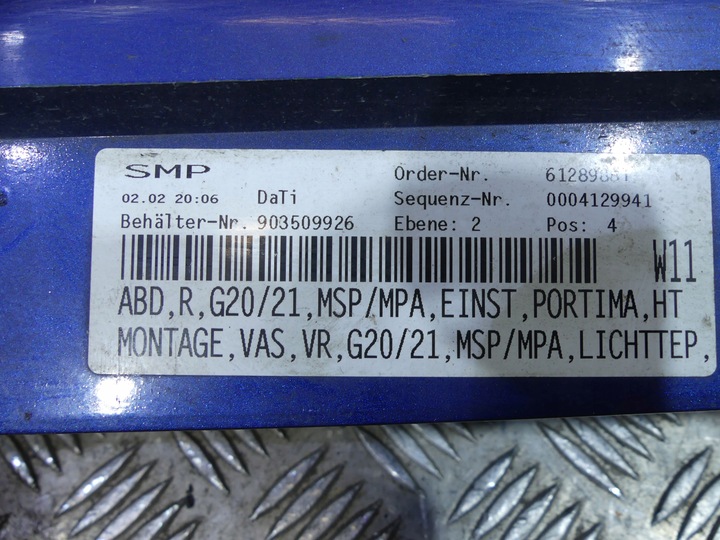 SMP Order-Nr.
02.02 20:06 DaTi Sequenz-Nr. 0004129941
Behälter-Nr. 903509926 Ebene: 2 Pos: 4
W11
ABD,R,G20/21,MSP/MPA,EINST,PORTIMA,HT
MONTAGE,VAS,VR,G20/21,MSP/MPA,LICHTTEP,